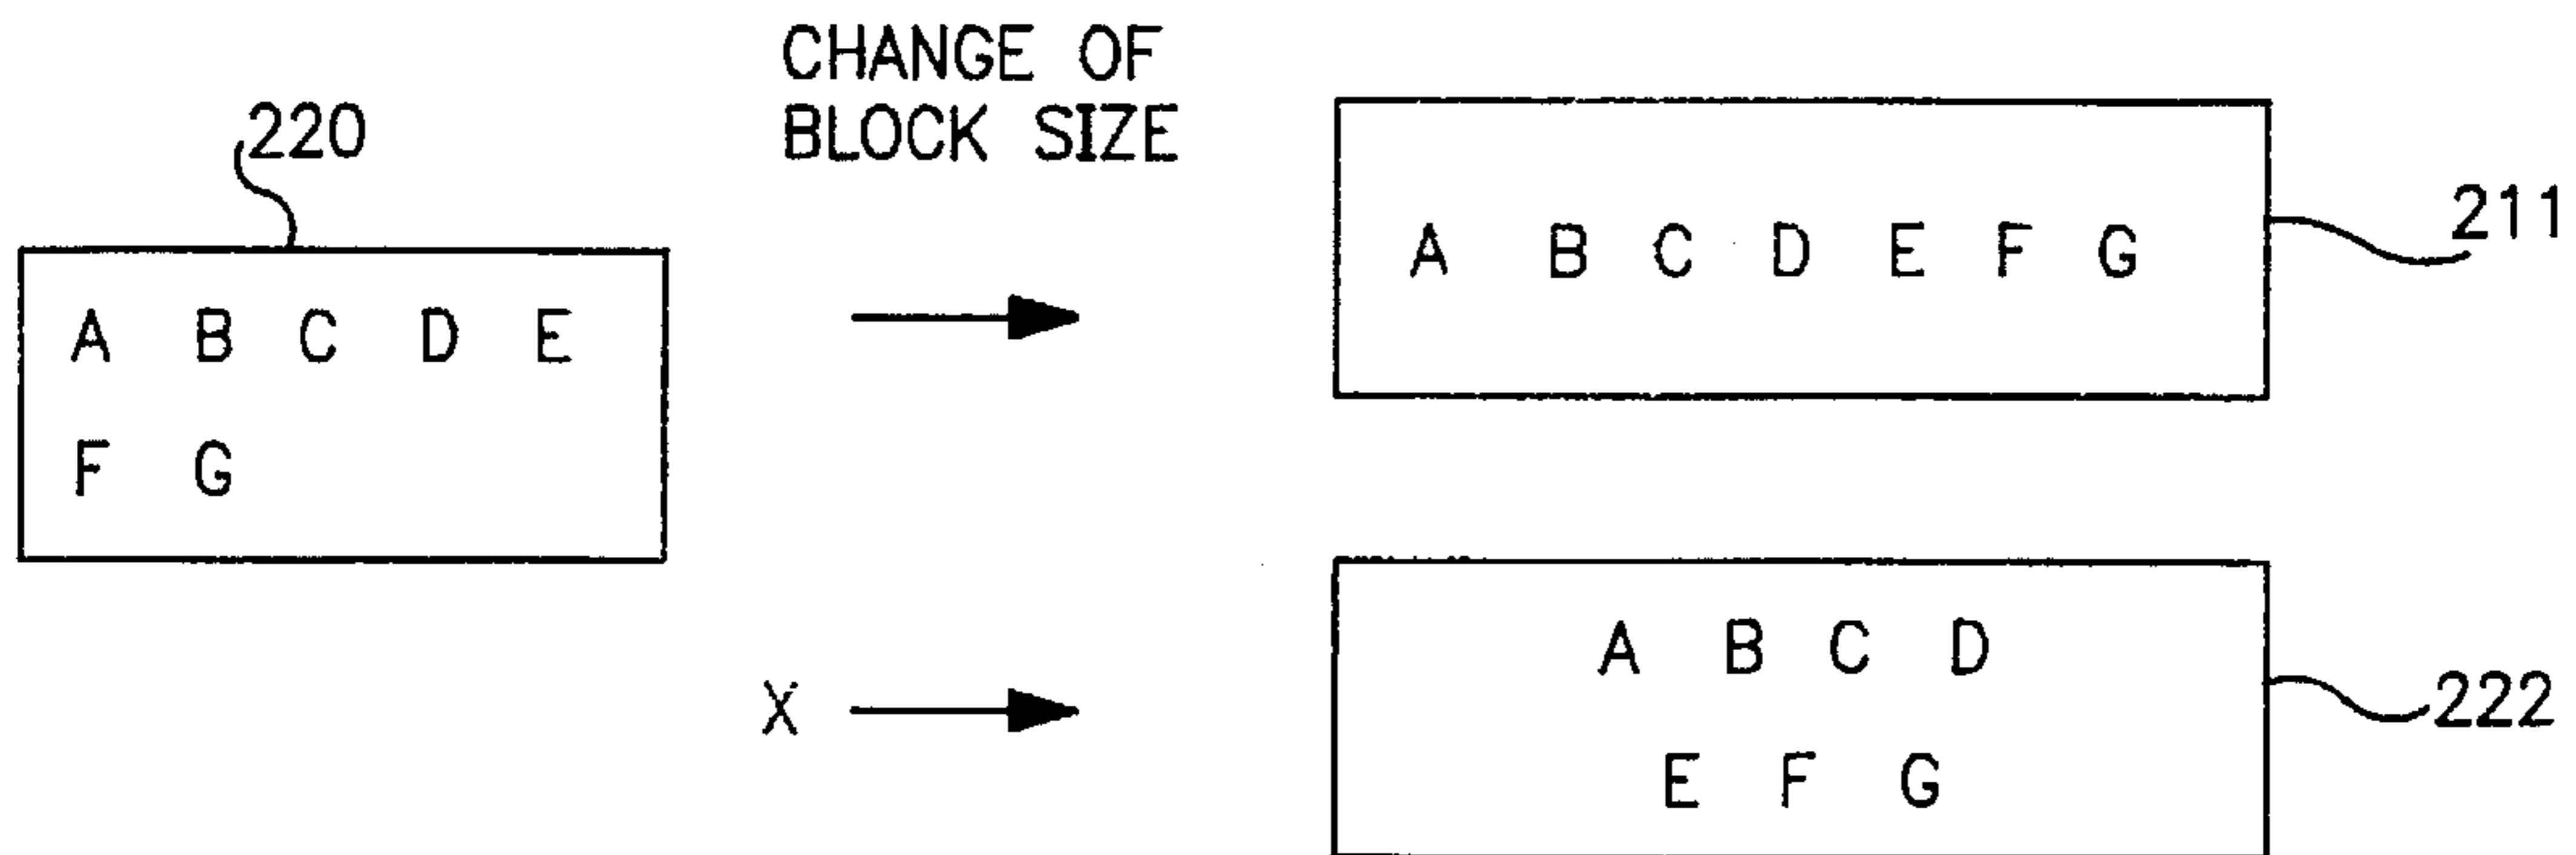 CHANGE OF
BLOCK SIZE
220
A B C D E
F G
A B C D E F G
211
X
A B C D
E F G
222